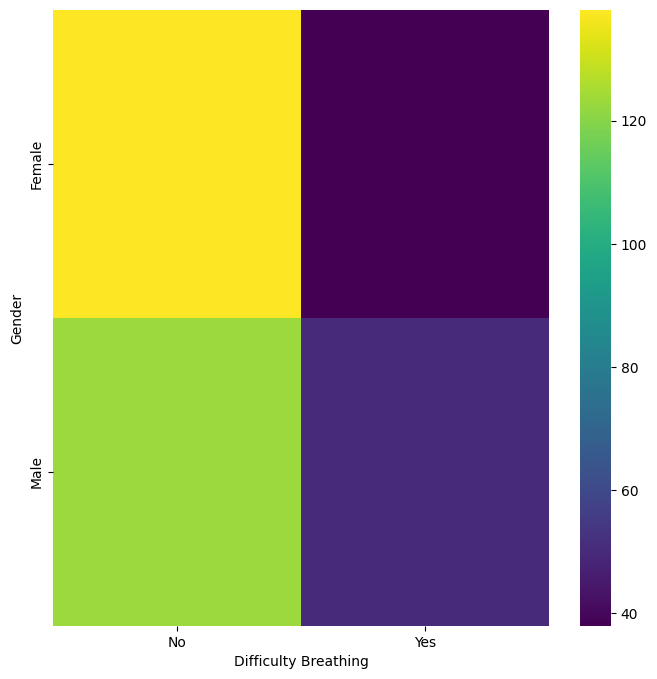 Gender
Female
Male
No
Yes
Difficulty Breathing
120
100
80
60
40